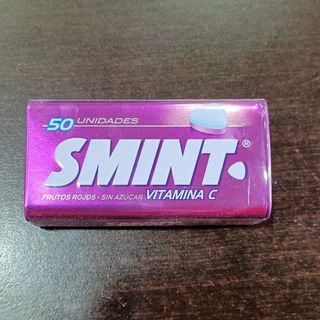 50 UNIDADES
SMINT®
FRUTOS ROJOS - SIN AZÚCAR VITAMINA C